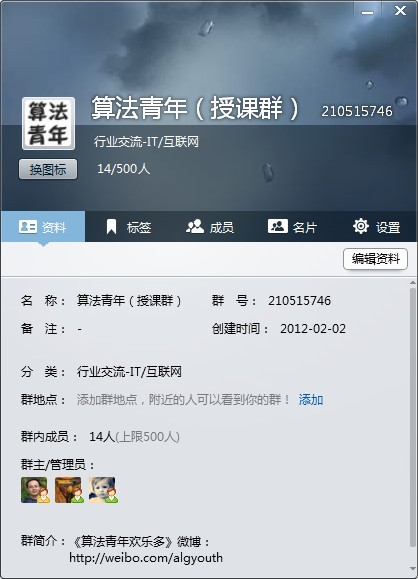 算法
青年
算法青年（授课群） 210515746
行业交流-IT/互联网
换图标 14/500人
资料 标签 成员 名片 设置
编辑资料
名 称： 算法青年（授课群） 群 号： 210515746
备 注： - 创建时间： 2012-02-02
分 类： 行业交流-IT/互联网
群地点： 添加群地点，附近的人可以看到你的群！ 添加
群内成员： 14人(上限500人)
群主/管理员：
群简介： 《算法青年欢乐多》微博：
http://weibo.com/algyouth